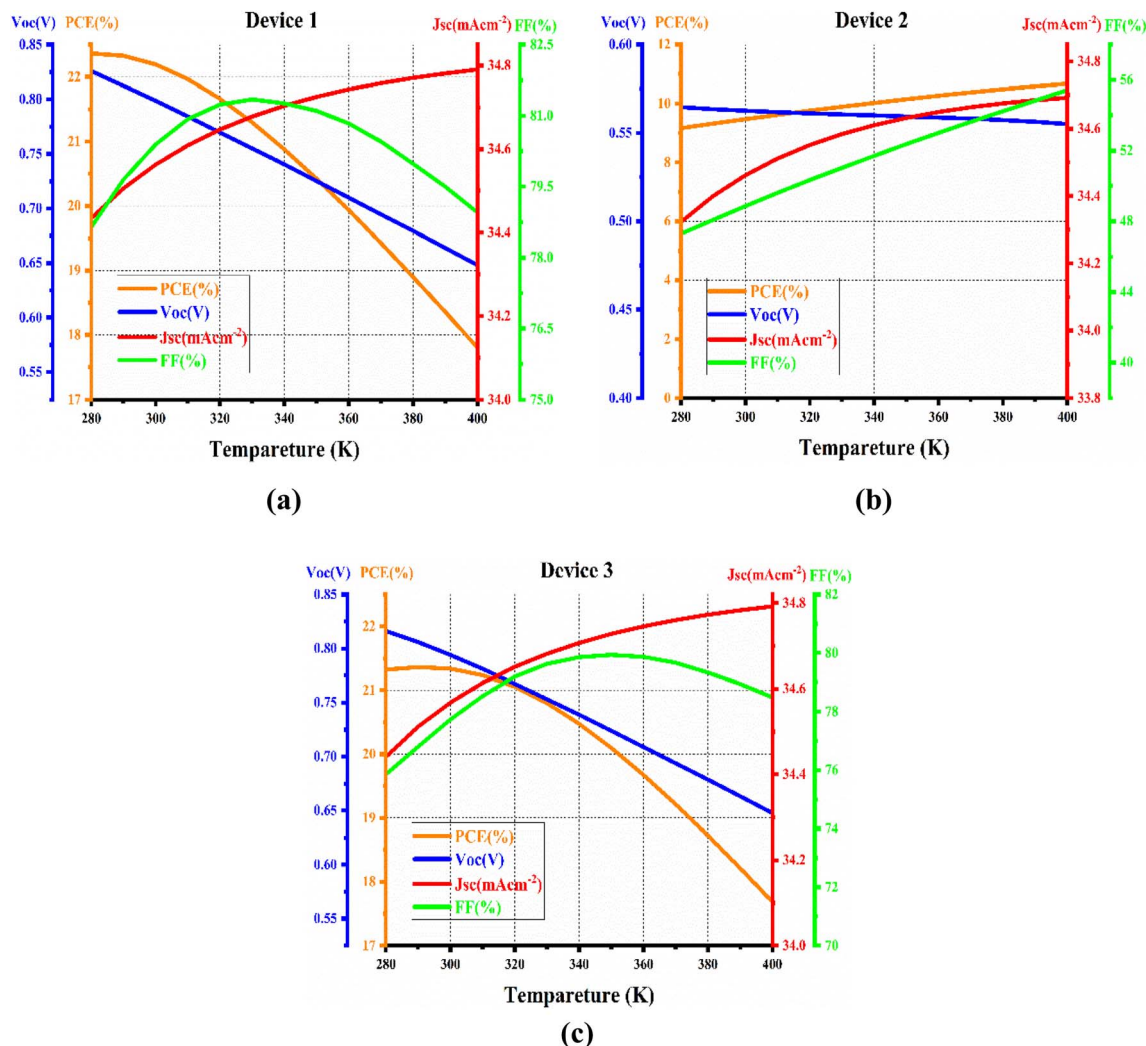 Device 1
Voc(V) PCE(%) Jsc(mAcm-2) FF(%)
0.85
0.80
0.75
0.70
0.65
0.60
0.55
22
21
20
19
18
17
34.8
34.6
34.4
34.2
34.0
82.5
81.0
79.5
78.0
76.5
75.0
PCE(%)
Voc(V)
Jsc(mAcm-2)
FF(%)
280 300 320 340 360 380 400
Tempareture (K)
(a)
Device 2
Voc(V) PCE(%) Jsc(mAcm-2) FF(%)
0.60
0.55
0.50
0.45
0.40
12
10
8
6
4
2
0
34.8
34.6
34.4
34.2
34.0
33.8
56
52
48
44
40
PCE(%)
Voc(V)
Jsc(mAcm-2)
FF(%)
280 300 320 340 360 380 400
Tempareture (K)
(b)
Device 3
Voc(V) PCE(%) Jsc(mAcm-2) FF(%)
0.85
0.80
0.75
0.70
0.65
0.60
0.55
22
21
20
19
18
17
34.8
34.6
34.4
34.2
34.0
82
80
78
76
74
72
70
PCE(%)
Voc(V)
Jsc(mAcm-2)
FF(%)
280 300 320 340 360 380 400
Tempareture (K)
(c)